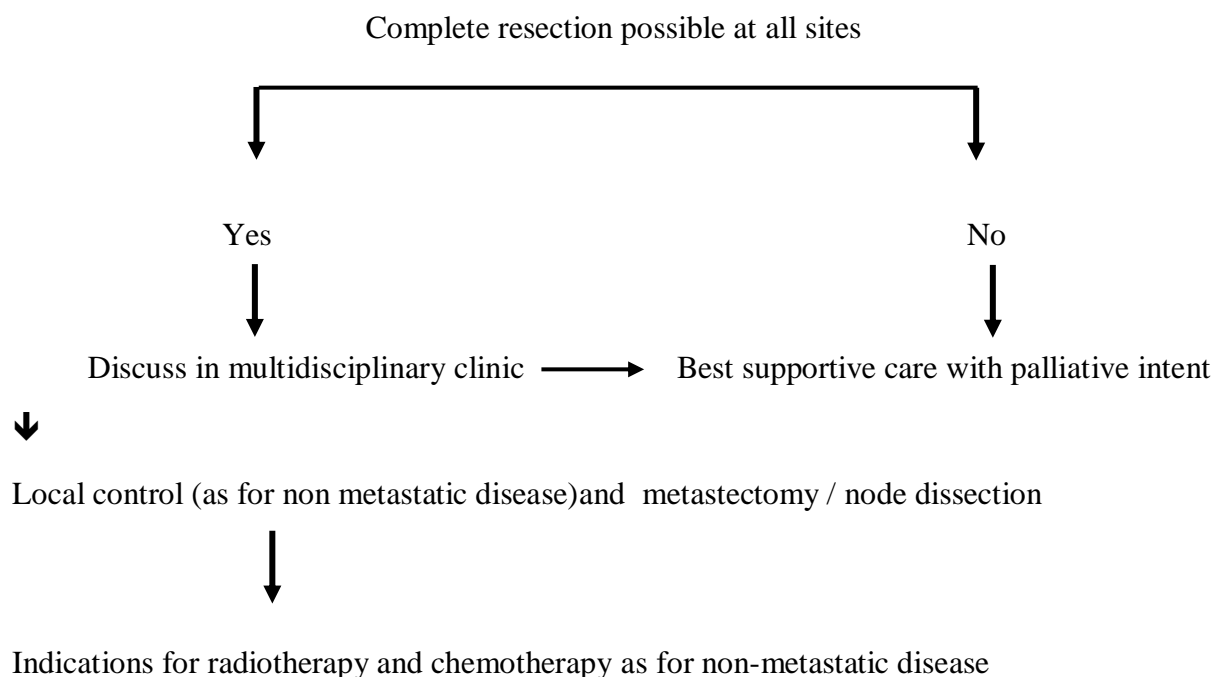 Complete resection possible at all sites
Yes
No
Discuss in multidisciplinary clinic
Best supportive care with palliative intent
Local control (as for non metastatic disease)and  metastectomy / node dissection
Indications for radiotherapy and chemotherapy as for non-metastatic disease